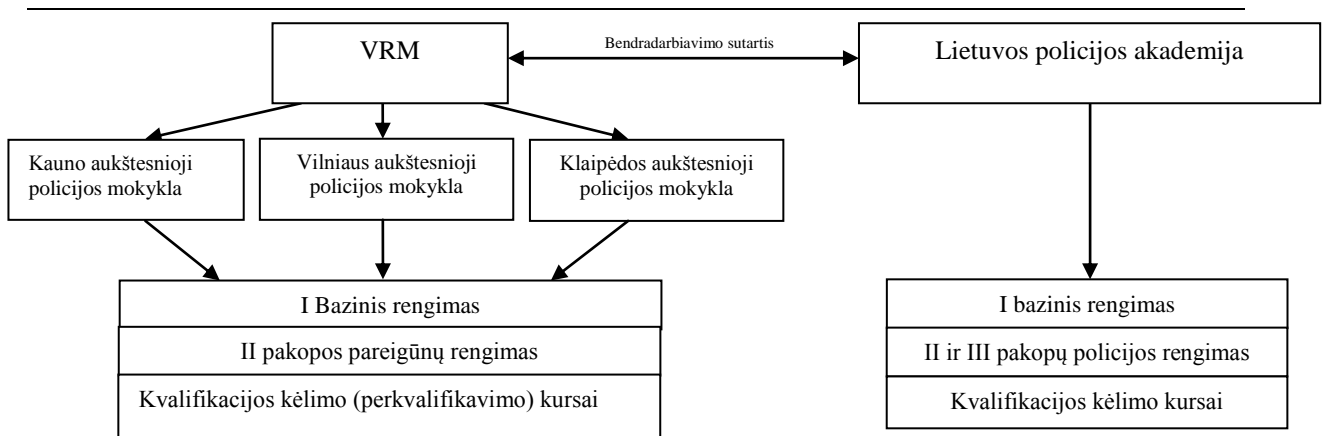 VRM
Bendradarbiavimo sutartis
Lietuvos policijos akademija
Kauno aukštesnioji
policijos mokykla
Vilniaus aukštesnioji
policijos mokykla
Klaipėdos aukštesnioji
policijos mokykla
I Bazinis rengimas
II pakopos pareigūnų rengimas
Kvalifikacijos kėlimo (perkvalifikavimo) kursai
I bazinis rengimas
II ir III pakopų policijos rengimas
Kvalifikacijos kėlimo kursai